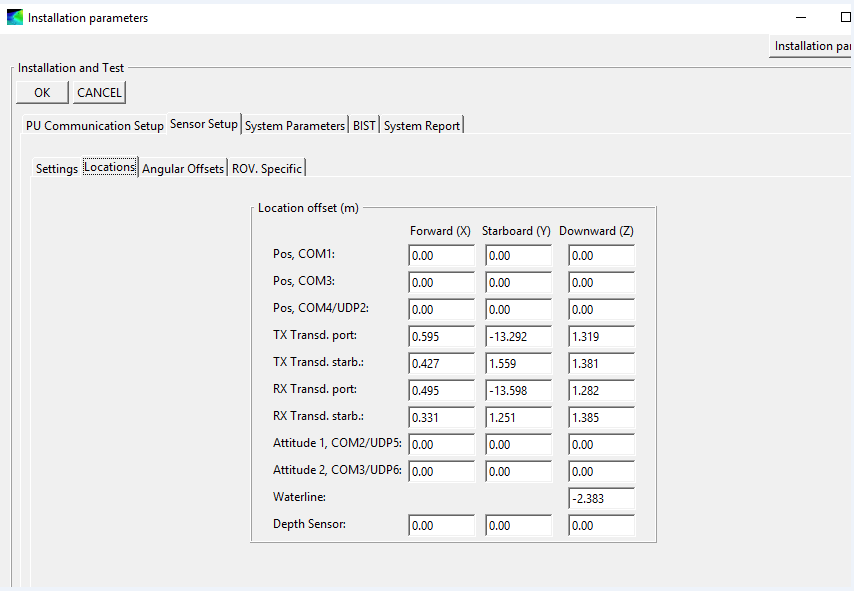 Installation parameters
Installation par
Installation and Test
OK CANCEL
PU Communication Setup Sensor Setup System Parameters BIST System Report
Settings Locations Angular Offsets ROV. Specific
Location offset (m)
Forward (X) Starboard (Y) Downward (Z)
Pos, COM1: 0.00 0.00 0.00
Pos, COM3: 0.00 0.00 0.00
Pos, COM4/UDP2: 0.00 0.00 0.00
TX Transd. port: 0.595 -13.292 1.319
TX Transd. starb.: 0.427 1.559 1.381
RX Transd. port: 0.495 -13.598 1.282
RX Transd. starb.: 0.331 1.251 1.385
Attitude 1, COM2/UDP5: 0.00 0.00 0.00
Attitude 2, COM3/UDP6: 0.00 0.00 0.00
Waterline: -2.383
Depth Sensor: 0.00 0.00 0.00